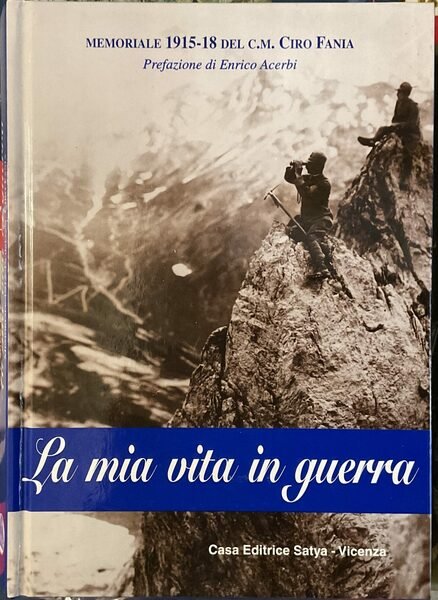 MEMORIALE 1915-18 DEL C.M. CIRO FANIA
Prefazione di Enrico Acerbi
La mia vita in guerra
Casa Editrice Satya - Vicenza